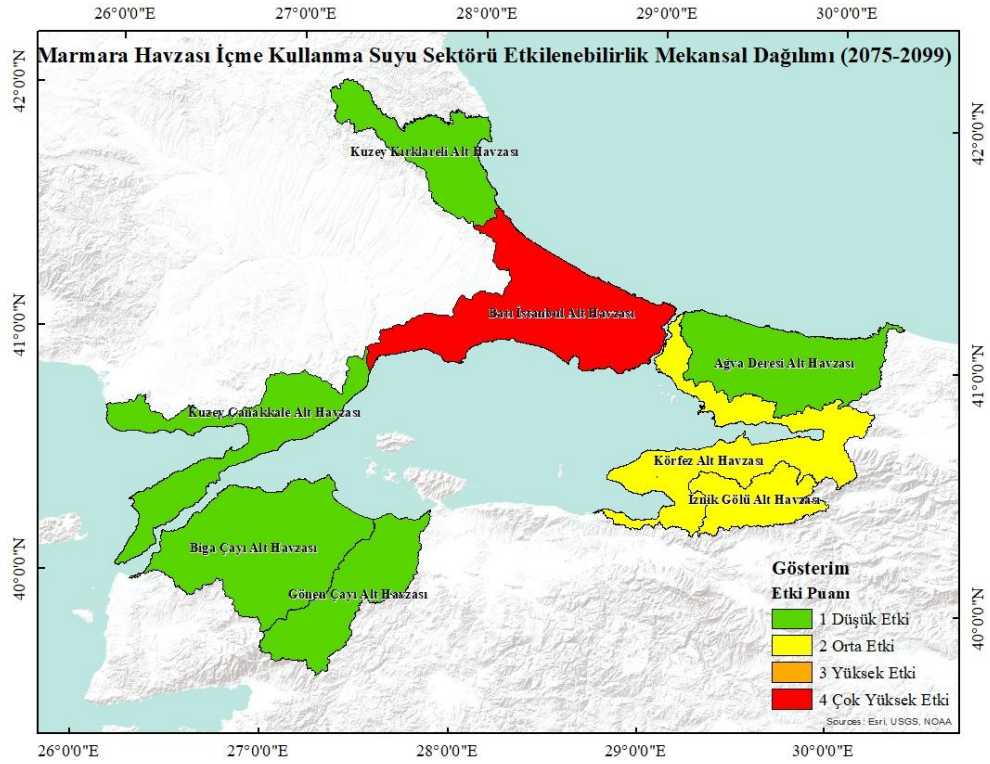 26°0'0"E 27°0'0"E 28°0'0"E 29°0'0"E 30°0'0"E
Marmara Havzası İçme Kullanma Suyu Sektörü Etkilenebilirlik Mekansal Dağılımı (2075-2099)
42°0'0"N
42°0'0"N
Kuzey Kırklareli Alt Havzası
41°0'0"N
Batı İstanbul Alt Havzası
Ağva Deresi Alt Havzası
41°0'0"N
Kuzey Çanakkale Alt Havzası
Körfez Alt Havzası
İznik Gölü Alt Havzası
Biga Çayı Alt Havzası
40°0'0"N
Gönen Çayı Alt Havzası
40°0'0"N
Gösterim
Etki Puanı
1 Düşük Etki
2 Orta Etki
3 Yüksek Etki
4 Çok Yüksek Etki
Sources: Esri, USGS, NOAA
26°0'0"E 27°0'0"E 28°0'0"E 29°0'0"E 30°0'0"E